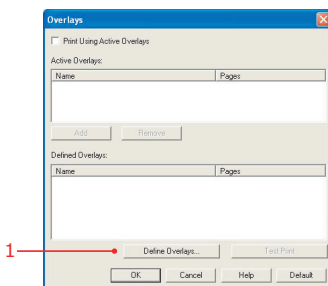 Overlays
Print Using Active Overlays
Active Overlays:
Name Pages
Add Remove
Defined Overlays:
Name Pages
1 Define Overlays... Test Print
OK Cancel Help Default